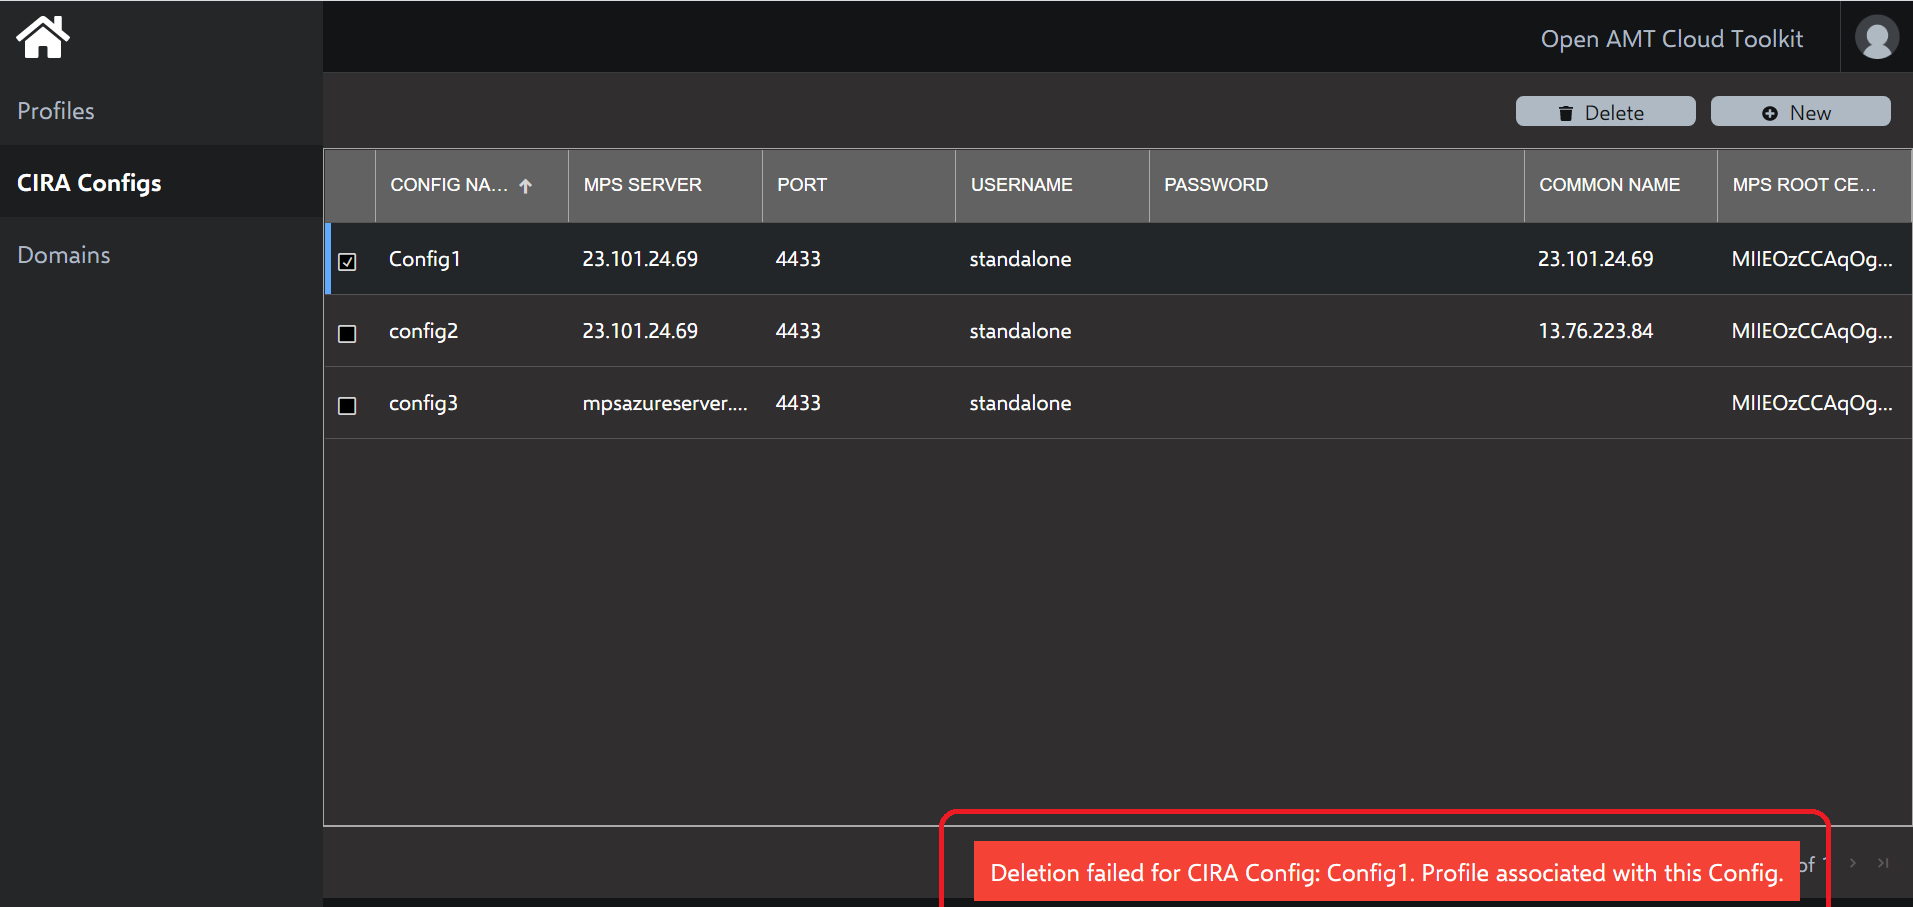 Open AMT Cloud Toolkit
Profiles
CIRA Configs
Domains
Delete
New
CONFIG NA... MPS SERVER PORT USERNAME PASSWORD COMMON NAME MPS ROOT CE...
Config1 23.101.24.69 4433 standalone 23.101.24.69 MIIEOzCCAqOg...
config2 23.101.24.69 4433 standalone 13.76.223.84 MIIEOzCCAqOg...
config3 mpsazureserver.... 4433 standalone MIIEOzCCAqOg...
Deletion failed for CIRA Config: Config1. Profile associated with this Config.
of 1